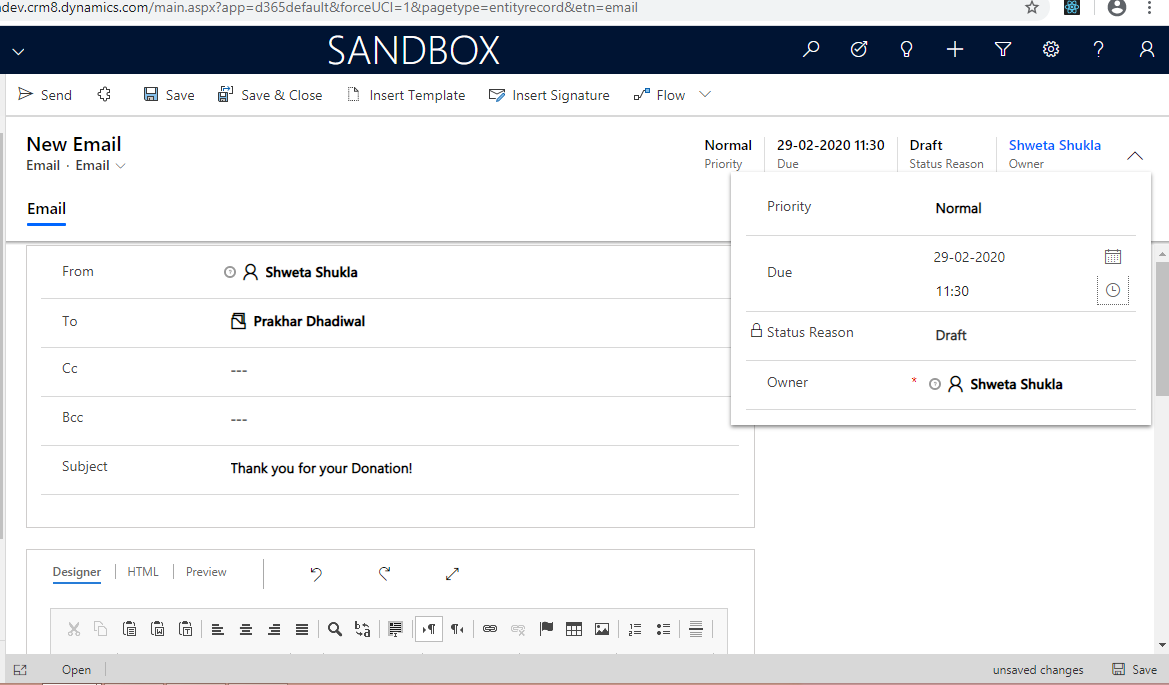 adev.crm8.dynamics.com/main.aspx?app=d365default&forceUCI=1&pagetype=entityrecord&etn=email
SANDBOX
Send Save Save & Close Insert Template Insert Signature Flow
New Email
Email · Email
Normal 29-02-2020 11:30 Draft Shweta Shukla
Priority Due Status Reason Owner
Email
Priority Normal
Due 29-02-2020
11:30
Status Reason Draft
Owner * Shweta Shukla
From Shweta Shukla
To Prakhar Dhadiwal
Cc ---
Bcc ---
Subject Thank you for your Donation!
Designer HTML Preview
Open unsaved changes Save